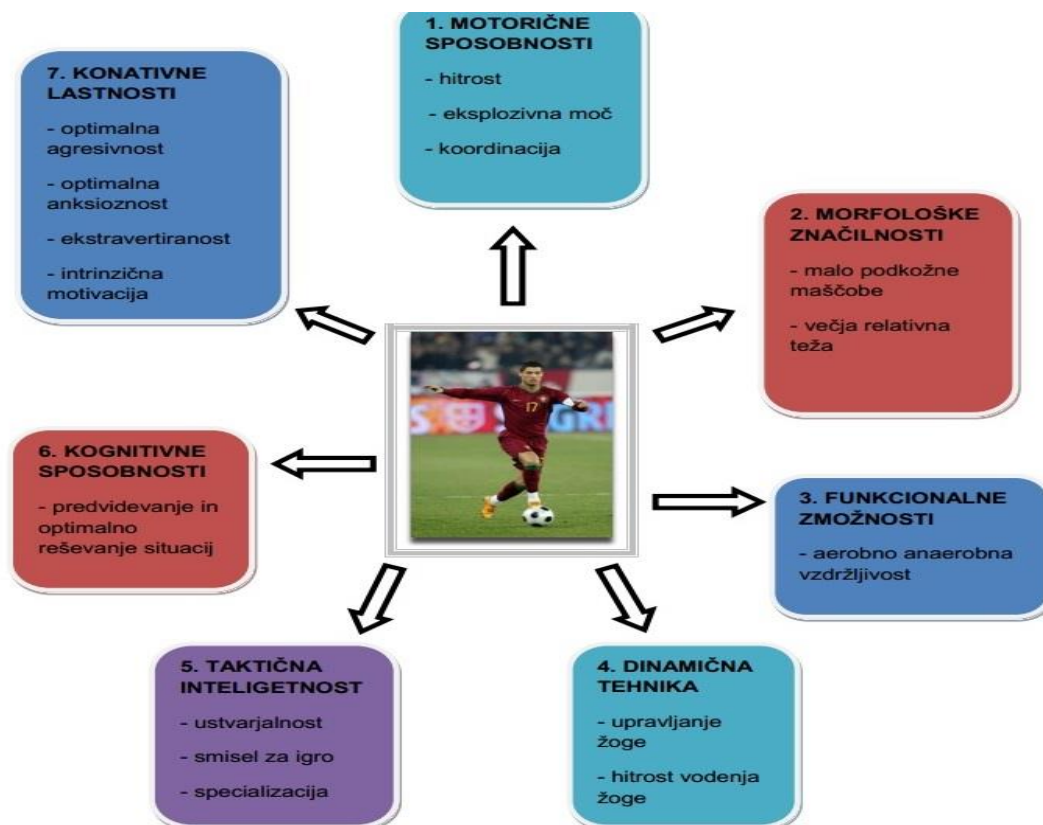 1. MOTORIČNE
SPOSOBNOSTI
- hitrost
- eksplozivna moč
- koordinacija
2. MORFOLOŠKE
ZNAČILNOSTI
- malo podkožne
maščobe
- večja relativna
teža
3. FUNKCIONALNE
ZMOŽNOSTI
- aerobno anaerobna
vzdržljivost
4. DINAMIČNA
TEHNIKA
- upravljanje
žoge
- hitrost vodenja
žoge
5. TAKTIČNA
INTELIGETNOST
- ustvarjalnost
- smisel za igro
- specializacija
6. KOGNITIVNE
SPOSOBNOSTI
- predvidevanje in
optimalno
reševanje situacij
7. KONATIVNE
LASTNOSTI
- optimalna
agresivnost
- optimalna
anksioznost
- ekstravertiranost
- intrinzična
motivacija
17